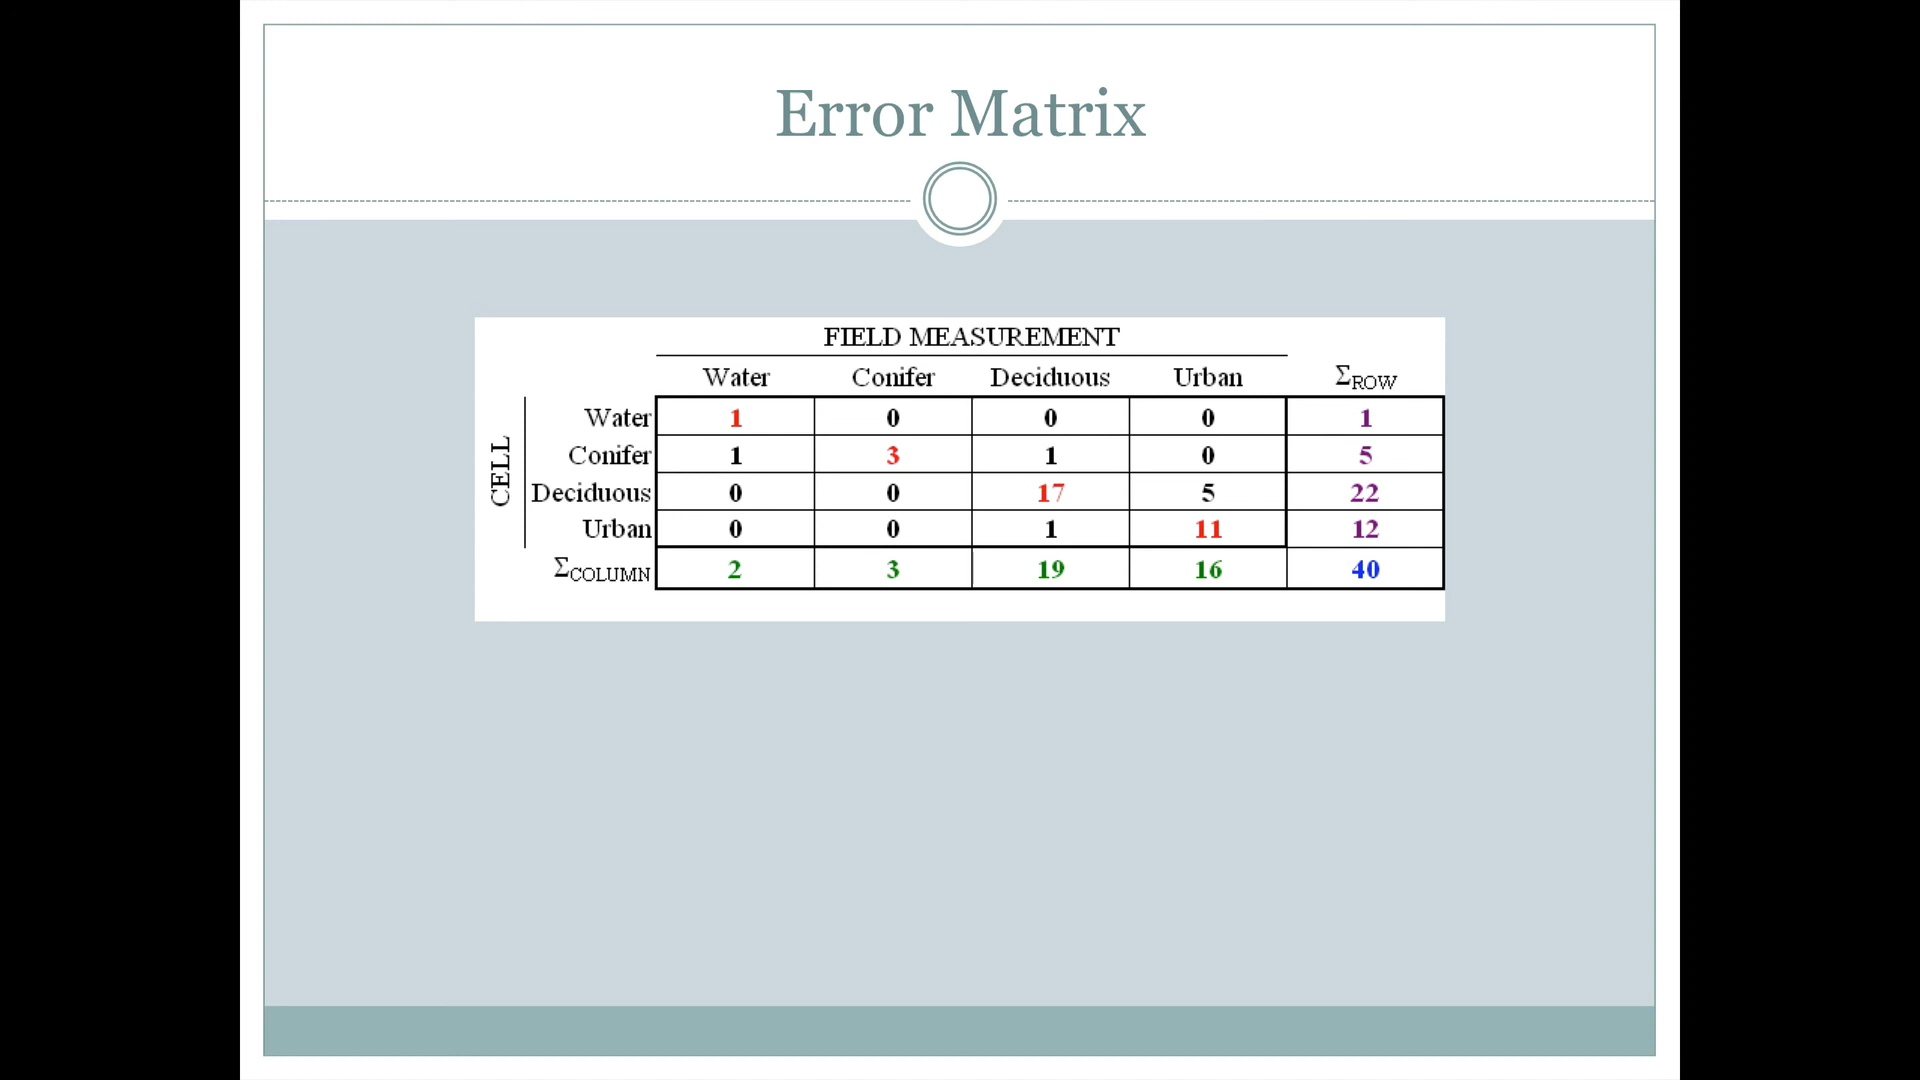 Error Matrix
FIELD MEASUREMENT
Water Conifer Deciduous Urban ΣROW
CELL
Water 1 0 0 0 1
Conifer 1 3 1 0 5
Deciduous 0 0 17 5 22
Urban 0 0 1 11 12
ΣCOLUMN 2 3 19 16 40